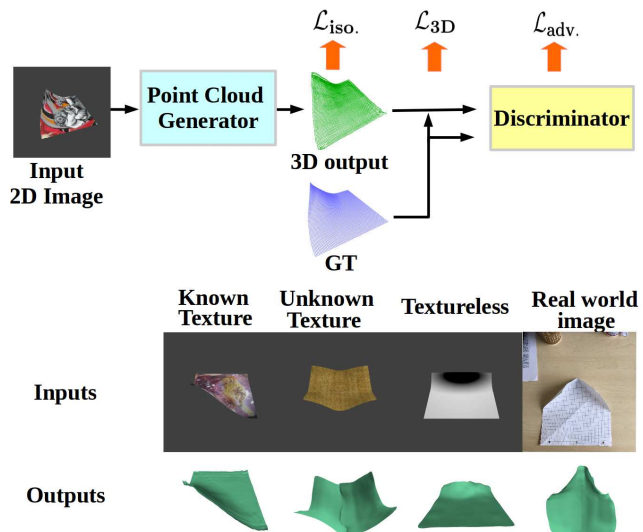 ℒiso.
ℒ3D
ℒadv.
Point Cloud
Generator
Discriminator
Input
2D Image
3D output
GT
Known
Texture
Unknown
Texture
Textureless
Real world
image
Inputs
Outputs